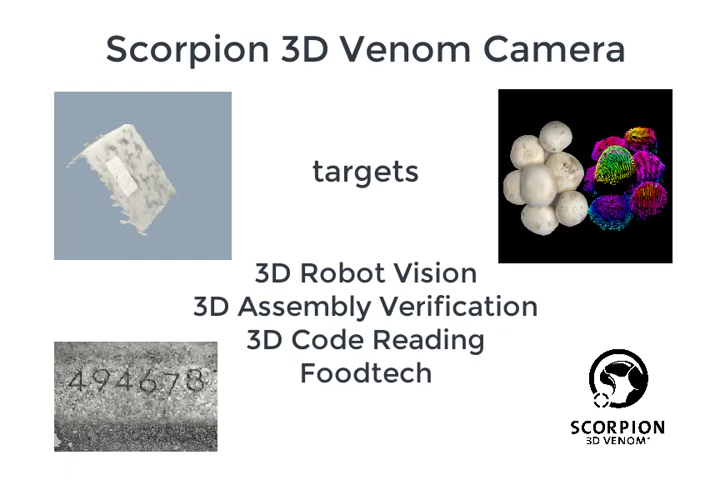 Scorpion 3D Venom Camera
targets
3D Robot Vision
3D Assembly Verification
3D Code Reading
Foodtech
494678
SCORPION
3D VENOM